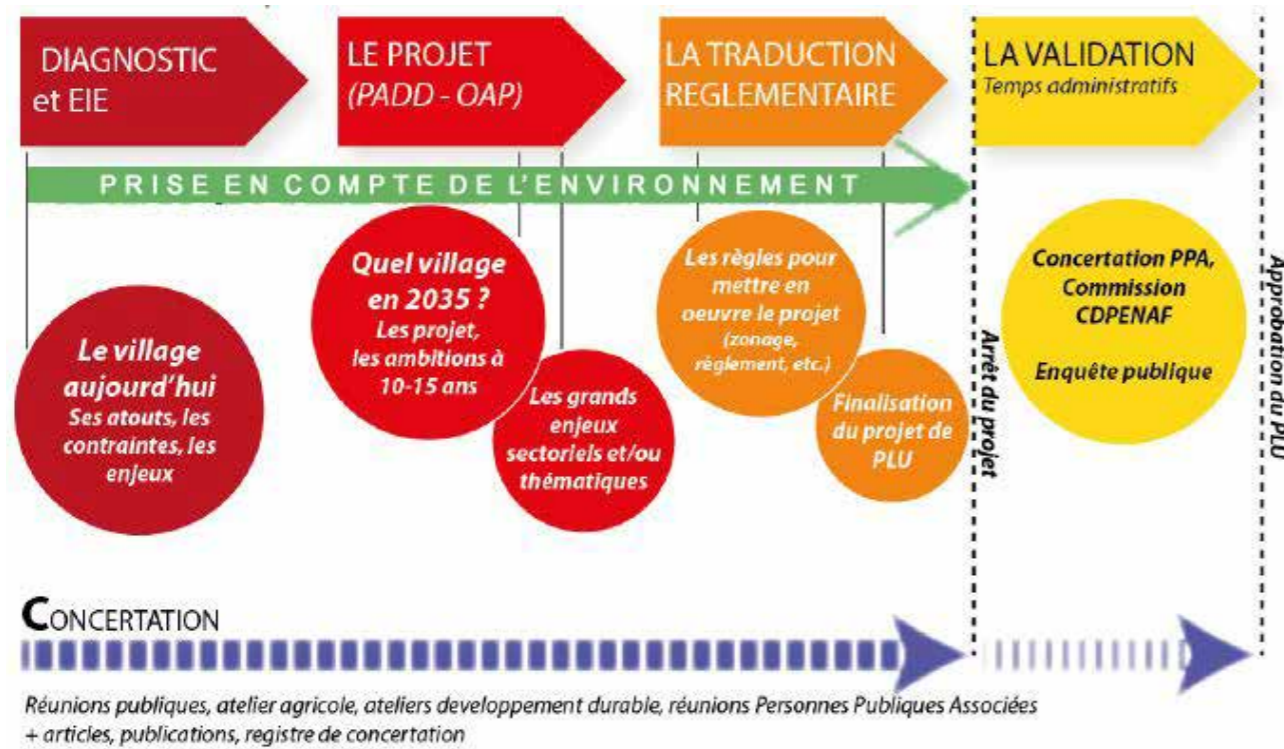 DIAGNOSTIC
et EIE
LE PROJET
(PADD - OAP)
LA TRADUCTION
REGLEMENTAIRE
LA VALIDATION
Temps administratifs
PRISE EN COMPTE DE L'ENVIRONNEMENT
Le village
aujourd'hui
Ses atouts, les
contraintes, les
enjeux
Quel village
en 2035 ?
Les projet,
les ambitions à
10-15 ans
Les grands
enjeux
sectoriels et/ou
thématiques
Les règles pour
mettre en
oeuvre le projet
(zonage,
règlement, etc.)
Finalisation
du projet de
PLU
Arrêt du projet
Concertation PPA,
Commission
CDPENAF
Enquête publique
Approbation du PLU
CONCERTATION
Réunions publiques, atelier agricole, ateliers developpement durable, réunions Personnes Publiques Associées
+ articles, publications, registre de concertation